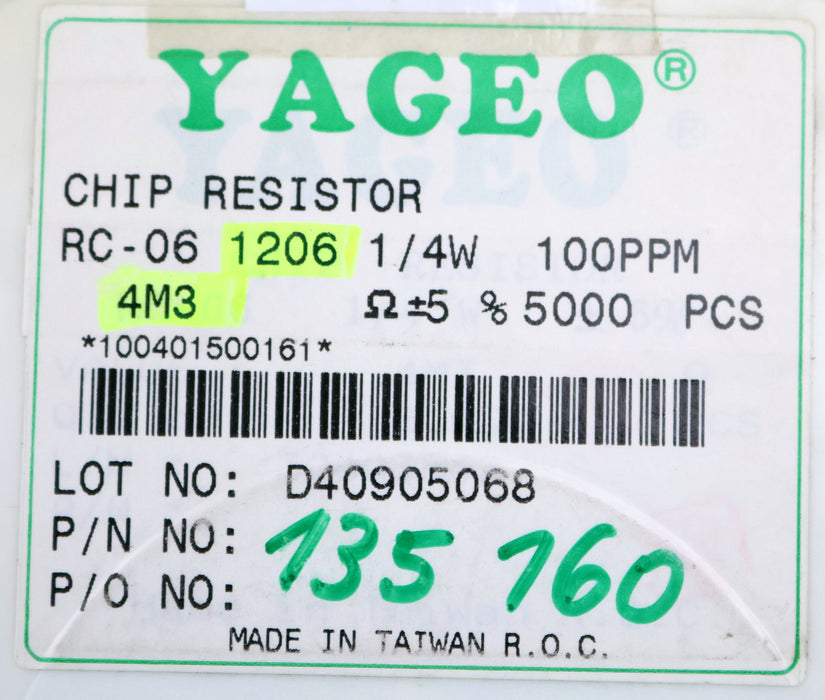 YAGEO®
CHIP RESISTOR
RC-06 1206 1/4W 100PPM
4M3 Ω ±5 % 5000 PCS
*100401500161*
LOT NO: D40905068
P/N NO: 135 160
P/O NO:
MADE IN TAIWAN R.O.C.